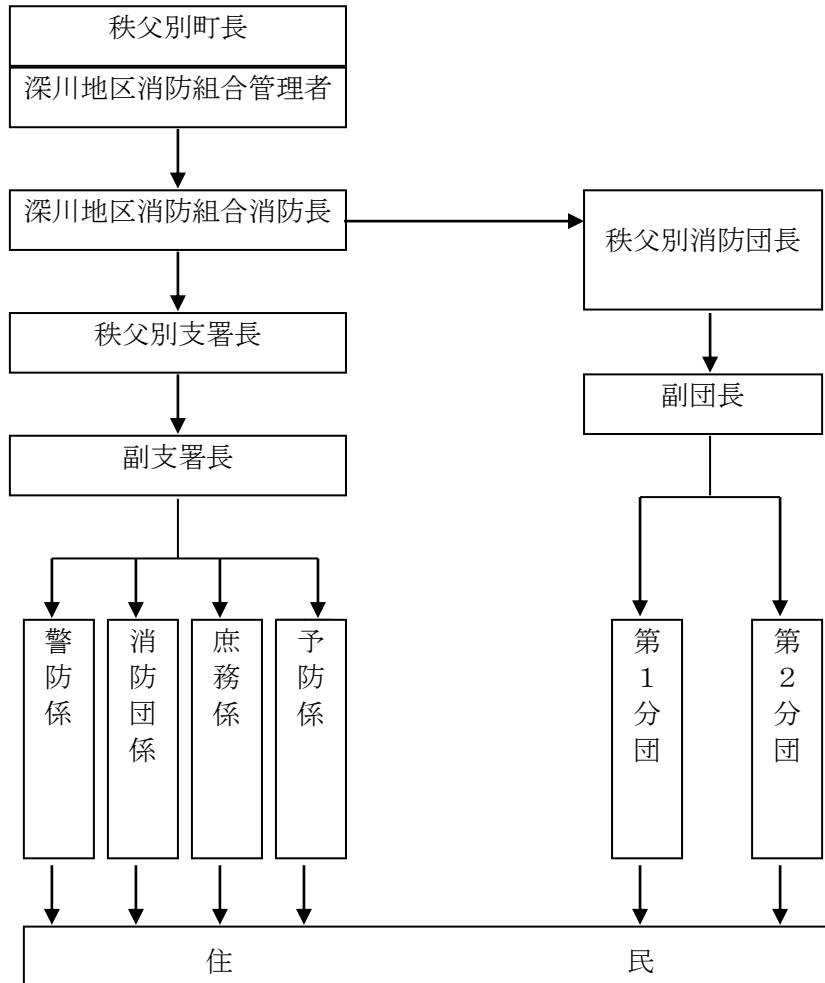 秩父別町長
深川地区消防組合管理者
深川地区消防組合消防長
秩父別消防団長
秩父別支署長
副団長
副支署長
警防係
消防団係
庶務係
予防係
第1分団
第2分団
住 民